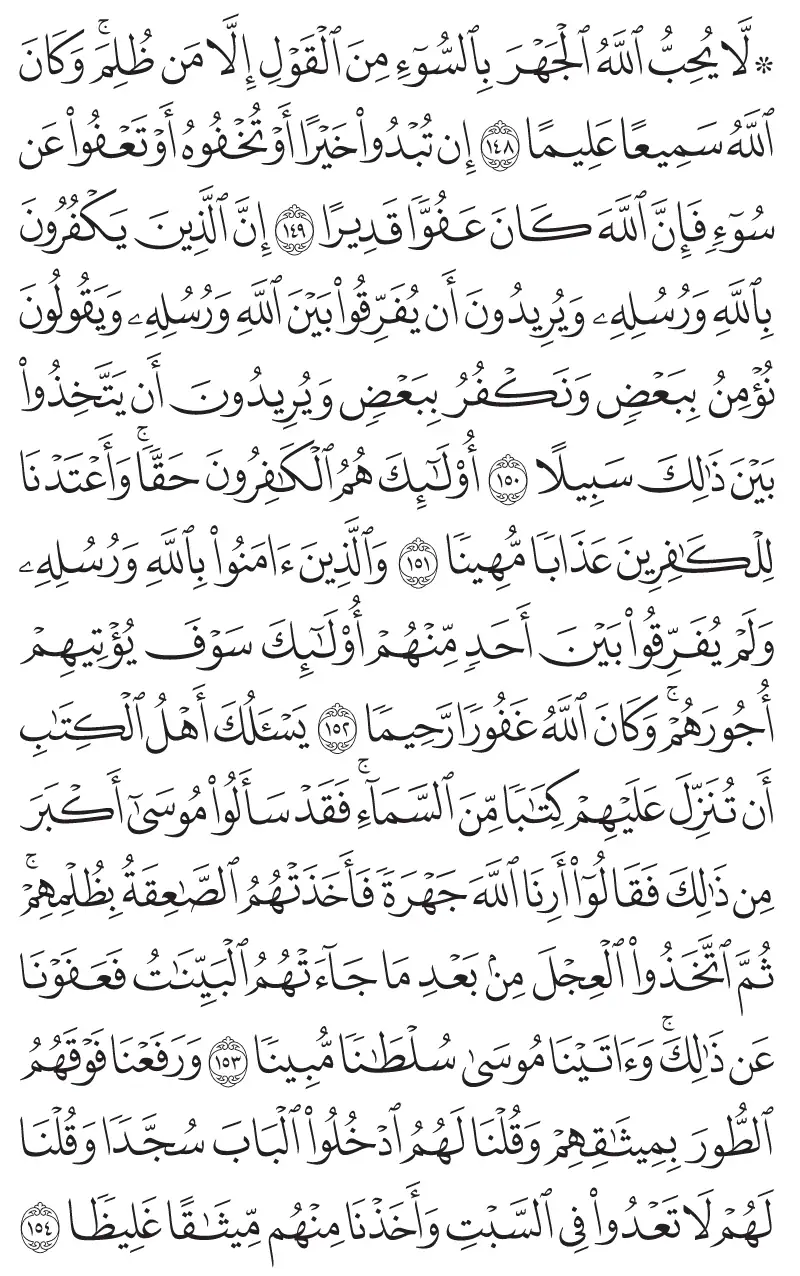 ۞ لَّا يُحِبُّ ٱللَّهُ ٱلْجَهْرَ بِٱلسُّوٓءِ مِنَ ٱلْقَوْلِ إِلَّا مَن ظُلِمَۚ وَكَانَ
ٱللَّهُ سَمِيعًا عَلِيمًا ١٤٨ إِن تُبْدُوا۟ خَيْرًا أَوْ تُخْفُوهُ أَوْ تَعْفُوا۟ عَن
سُوٓءٍ فَإِنَّ ٱللَّهَ كَانَ عَفُوًّا قَدِيرًا ١٤٩ إِنَّ ٱلَّذِينَ يَكْفُرُونَ
بِٱللَّهِ وَرُسُلِهِۦ وَيُرِيدُونَ أَن يُفَرِّقُوا۟ بَيْنَ ٱللَّهِ وَرُسُلِهِۦ وَيَقُولُونَ
نُؤْمِنُ بِبَعْضٍ وَنَكْفُرُ بِبَعْضٍ وَيُرِيدُونَ أَن يَتَّخِذُوا۟
بَيْنَ ذَٰلِكَ سَبِيلًا ١٥٠ أُو۟لَٰٓئِكَ هُمُ ٱلْكَٰفِرُونَ حَقًّاۚ وَأَعْتَدْنَا
لِلْكَٰفِرِينَ عَذَابًا مُّهِينًا ١٥١ وَٱلَّذِينَ ءَامَنُوا۟ بِٱللَّهِ وَرُسُلِهِۦ
وَلَمْ يُفَرِّقُوا۟ بَيْنَ أَحَدٍ مِّنْهُمْ أُو۟لَٰٓئِكَ سَوْفَ يُؤْتِيهِمْ
أُجُورَهُمْۚ وَكَانَ ٱللَّهُ غَفُورًا رَّحِيمًا ١٥٢ يَسْـَٔلُكَ أَهْلُ ٱلْكِتَٰبِ
أَن تُنَزِّلَ عَلَيْهِمْ كِتَٰبًا مِّنَ ٱلسَّمَآءِۚ فَقَدْ سَأَلُوا۟ مُوسَىٰٓ أَكْبَرَ
مِن ذَٰلِكَ فَقَالُوٓا۟ أَرِنَا ٱللَّهَ جَهْرَةً فَأَخَذَتْهُمُ ٱلصَّٰعِقَةُ بِظُلْمِهِمْۚ
ثُمَّ ٱتَّخَذُوا۟ ٱلْعِجْلَ مِنۢ بَعْدِ مَا جَآءَتْهُمُ ٱلْبَيِّنَٰتُ فَعَفَوْنَا
عَن ذَٰلِكَۚ وَءَاتَيْنَا مُوسَىٰ سُلْطَٰنًا مُّبِينًا ١٥٣ وَرَفَعْنَا فَوْقَهُمُ
ٱلطُّورَ بِمِيثَٰقِهِمْ وَقُلْنَا لَهُمُ ٱدْخُلُوا۟ ٱلْبَابَ سُجَّدًا وَقُلْنَا
لَهُمْ لَا تَعْدُوا۟ فِى ٱلسَّبْتِ وَأَخَذْنَا مِنْهُم مِّيثَٰقًا غَلِيظًا ١٥٤